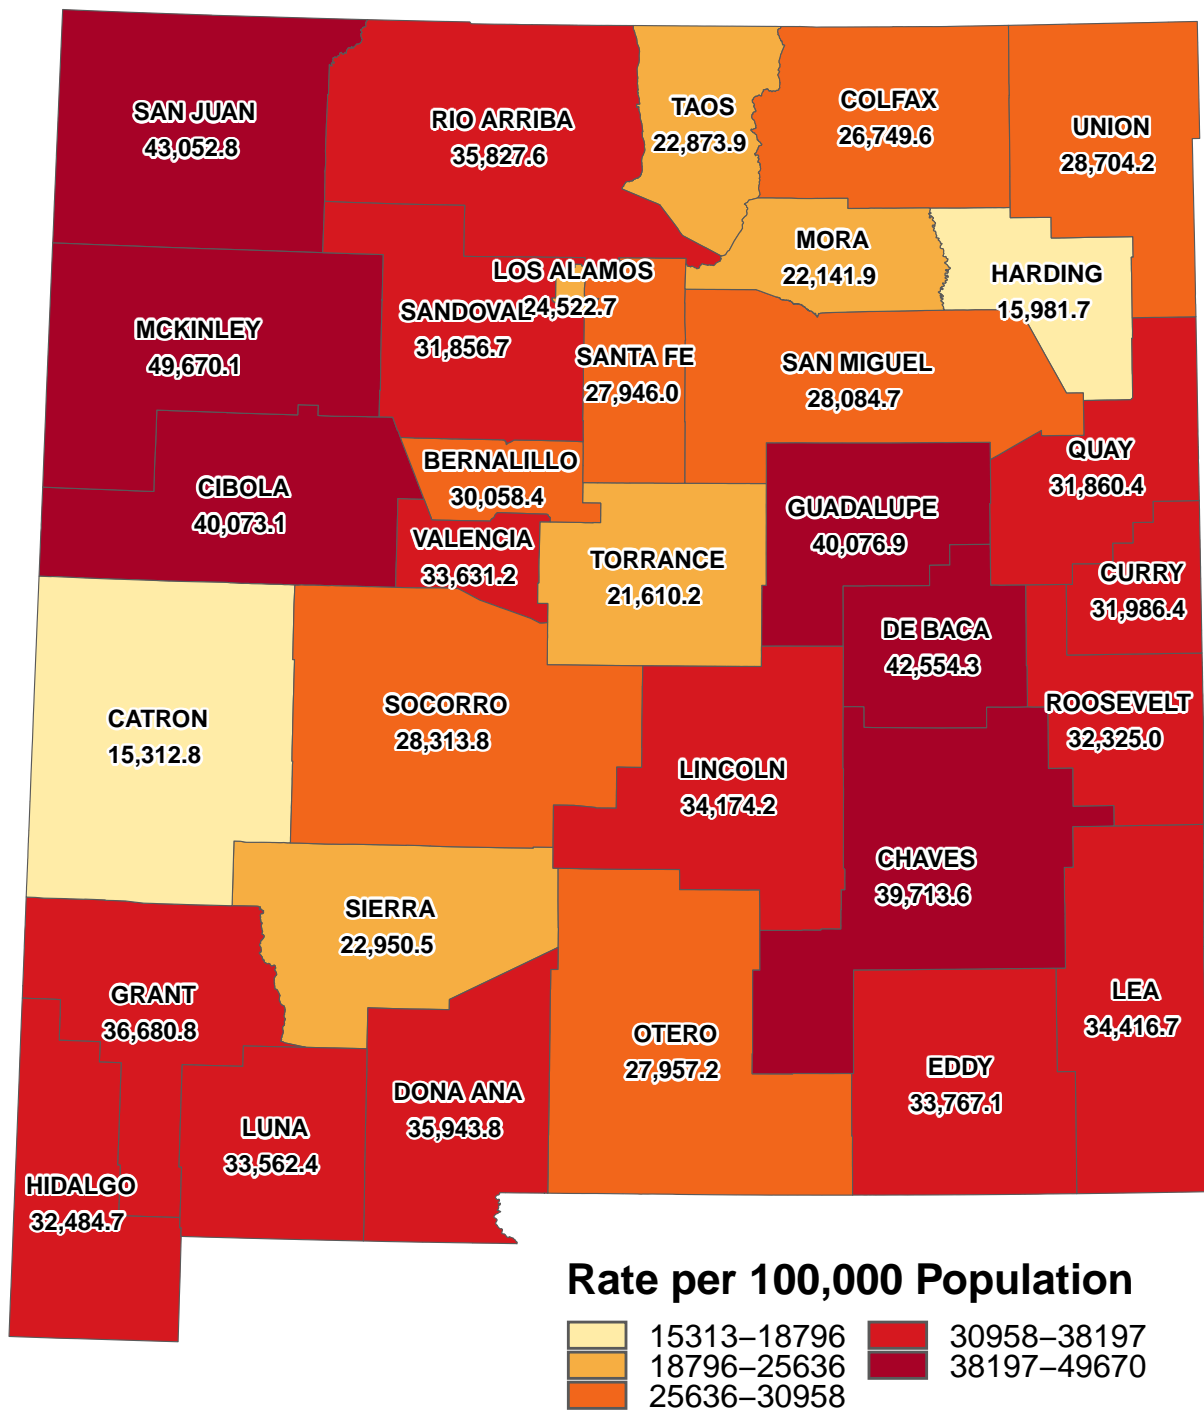 SAN JUAN
43,052.8
RIO ARRIBA
35,827.6
TAOS
22,873.9
COLFAX
26,749.6
UNION
28,704.2
MORA
22,141.9
HARDING
15,981.7
LOS ALAMOS
24,522.7
SANDOVAL
31,856.7
MCKINLEY
49,670.1
SANTA FE
27,946.0
SAN MIGUEL
28,084.7
QUAY
31,860.4
BERNALILLO
30,058.4
CIBOLA
40,073.1
GUADALUPE
40,076.9
VALENCIA
33,631.2
TORRANCE
21,610.2
CURRY
31,986.4
DE BACA
42,554.3
CATRON
15,312.8
SOCORRO
28,313.8
ROOSEVELT
32,325.0
LINCOLN
34,174.2
CHAVES
39,713.6
SIERRA
22,950.5
GRANT
36,680.8
LEA
34,416.7
OTERO
27,957.2
EDDY
33,767.1
DONA ANA
35,943.8
LUNA
33,562.4
HIDALGO
32,484.7
Rate per 100,000 Population
15313–18796
18796–25636
25636–30958
30958–38197
38197–49670